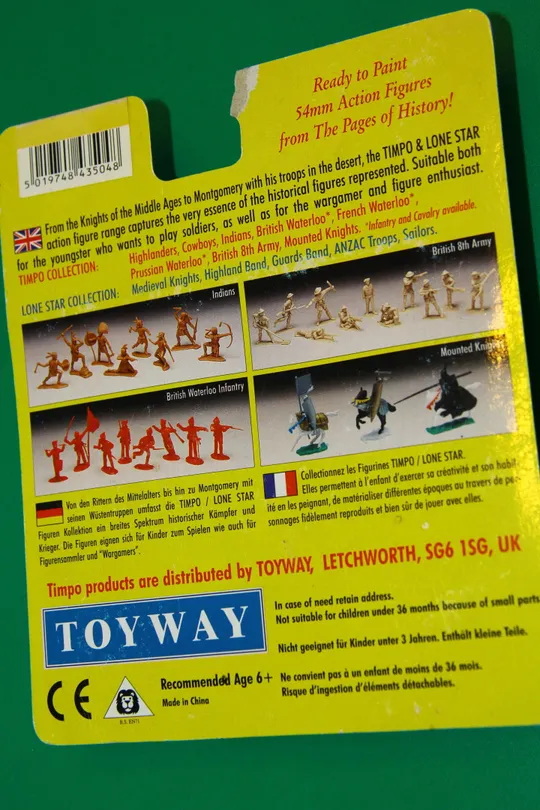 5 019748 435048
Ready to Paint
54mm Action Figures
from The Pages of History!
From the Knights of the Middle Ages to Montgomery with his troops in the desert, the TIMPO & LONE STAR
action figure range captures the very essence of the historical figures represented. Suitable both
for the youngster who wants to play soldiers, as well as for the wargamer and figure enthusiast.
TIMPO COLLECTION: Highlanders, Cowboys, Indians, British Waterloo*, French Waterloo*,
Prussian Waterloo*, British 8th Army, Mounted Knights. *Infantry and Cavalry available.
LONE STAR COLLECTION: Medieval Knights, Highland Band, Guards Band, ANZAC Troops, Sailors.
Indians
British 8th Army
British Waterloo Infantry
Mounted Knights
Von den Rittern des Mittelalters bis hin zu Montgomery mit
seinen Wüstentruppen umfasst die TIMPO / LONE STAR
Figuren Kollektion ein breites Spektrum historischer Kämpfer und
Krieger. Die Figuren eignen sich für Kinder zum Spielen wie auch für
Figurensammler und "Wargamers".
Collectionnez les Figurines TIMPO / LONE STAR.
Elles permettent à l'enfant d'exercer sa créativité et son habil
ité en les peignant, de matérialiser différentes époques au travers de per
sonnages fidèlement reproduits et bien sûr de jouer avec elles.
Timpo products are distributed by TOYWAY, LETCHWORTH, SG6 1SG, UK
TOYWAY
In case of need retain address.
Not suitable for children under 36 months because of small parts
Nicht geeignet für Kinder unter 3 Jahren. Enthält kleine Teile.
CE
Recommended Age 6+
Made in China
Ne convient pas à un enfant de moins de 36 mois.
Risque d'ingestion d'éléments détachables.